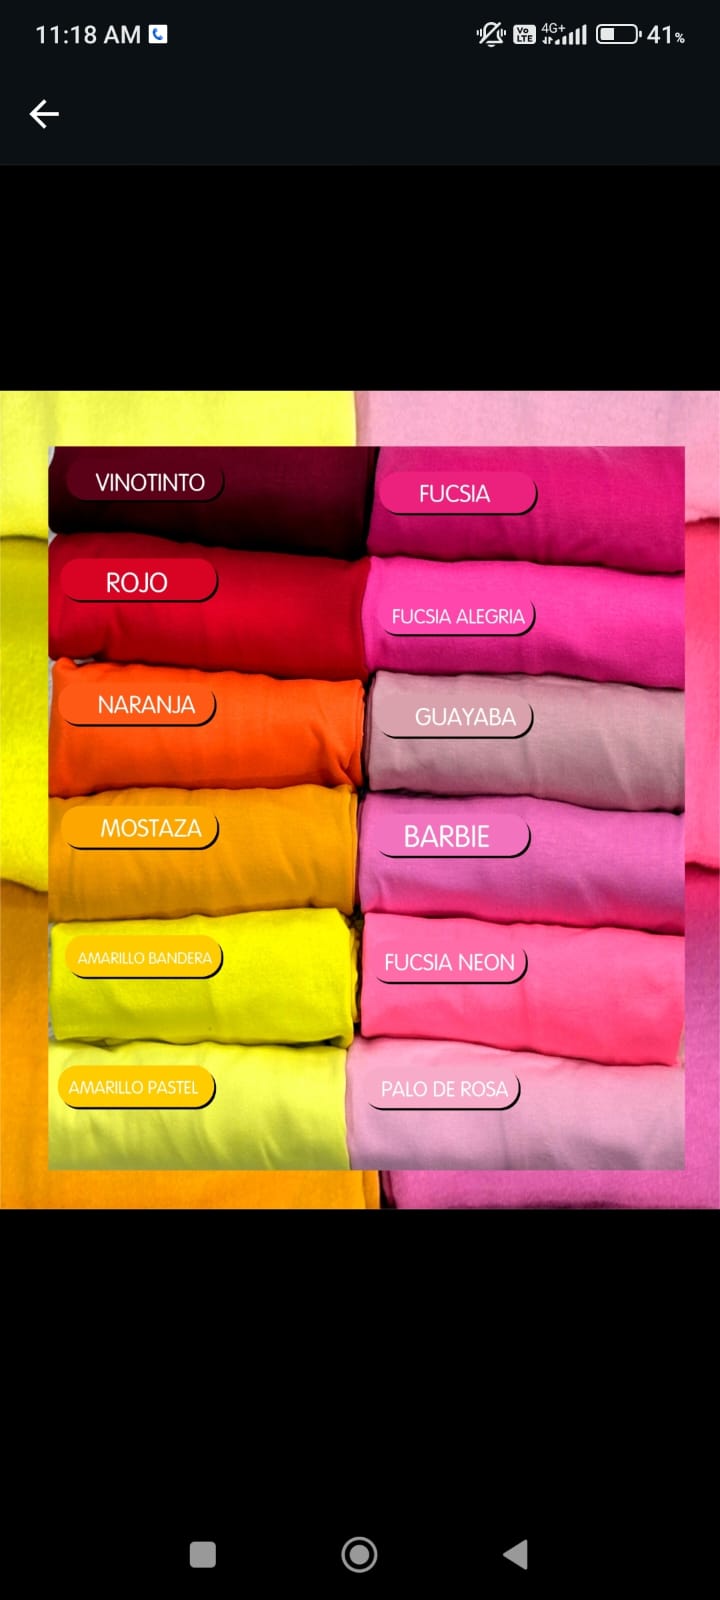 11:18 AM
Vo LTE 4G+ 41%
VINOTINTO
FUCSIA
ROJO
FUCSIA ALEGRIA
NARANJA
GUAYABA
MOSTAZA
BARBIE
AMARILLO BANDERA
FUCSIA NEON
AMARILLO PASTEL
PALO DE ROSA